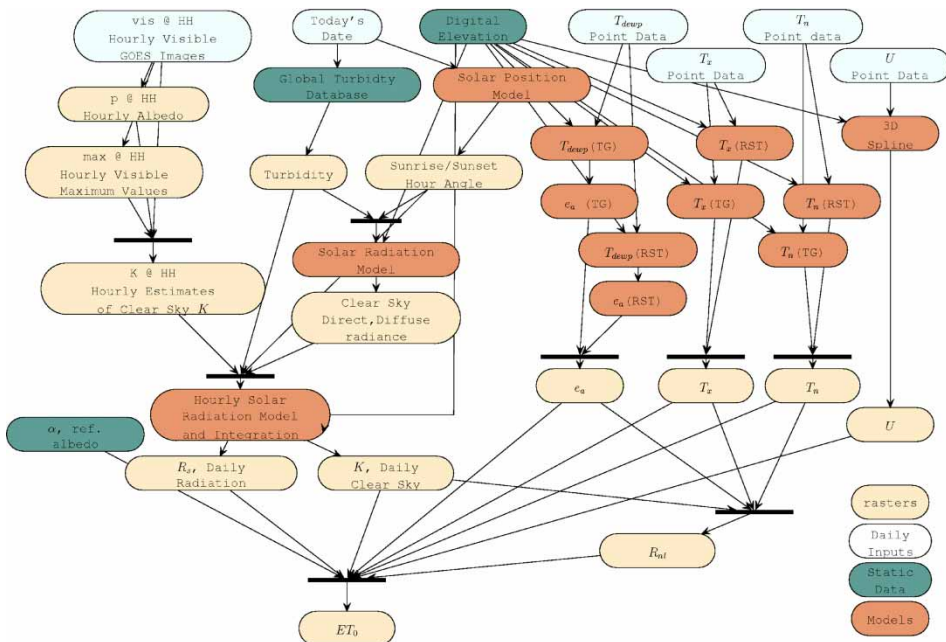 vis @ HH
Hourly Visible
GOES Images
Today's
Date
Digital
Elevation
T_dewp
Point Data
T_n
Point data
T_x
Point Data
U
Point Data
Global Turbidty
Database
Solar Position
Model
p @ HH
Hourly Albedo
3D
Spline
T_dewp(TG)
T_x(RST)
max @ HH
Hourly Visible
Maximum Values
Turbidity
Sunrise/Sunset
Hour Angle
e_a (TG)
T_x(TG)
T_n(RST)
Solar Radiation
Model
T_dewp(RST)
T_n(TG)
K @ HH
Hourly Estimates
of Clear Sky K
Clear Sky
Direct,Diffuse
radiance
e_a(RST)
e_a
T_x
T_n
Hourly Solar
Radiation Model
and Integration
α, ref.
albedo
U
R_s, Daily
Radiation
K, Daily
Clear Sky
rasters
Daily
Inputs
R_nl
Static
Data
Models
ET_0